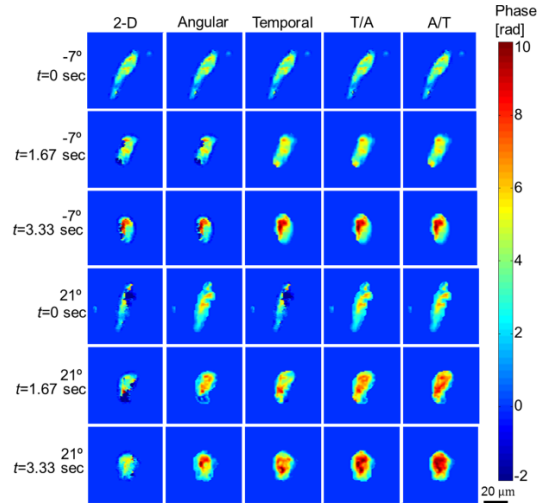 2-D Angular Temporal T/A A/T
Phase
[rad]
-7º
t=0 sec
-7º
t=1.67 sec
-7º
t=3.33 sec
21º
t=0 sec
21º
t=1.67 sec
21º
t=3.33 sec
10
8
6
4
2
0
-2
20 µm